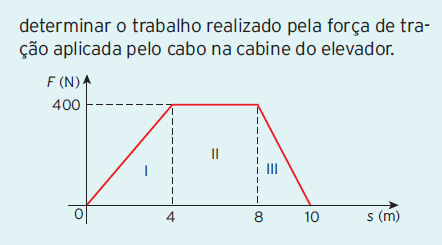 determinar o trabalho realizado pela força de tra-
ção aplicada pelo cabo na cabine do elevador.
F (N)
400
I
II
III
0
4
8
10
s (m)